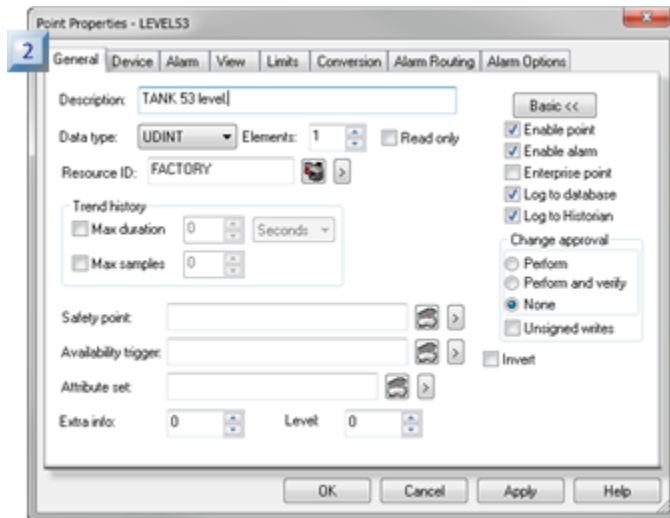 Point Properties - LEVEL53
2
General Device Alarm View Limits Conversion Alarm Routing Alarm Options
Description: TANK 53 level
Basic <<
Data type: UDINT Elements: 1 Read only
Enable point
Enable alarm
Resource ID: FACTORY >
Enterprise point
Log to database
Log to Historian
Trend history
Max duration 0 Seconds
Max samples 0
Change approval
Perform
Perform and verify
None
Unsigned writes
Safety point: >
Availability trigger: >
Invert
Attribute set: >
Extra info: 0 Level: 0
OK Cancel Apply Help